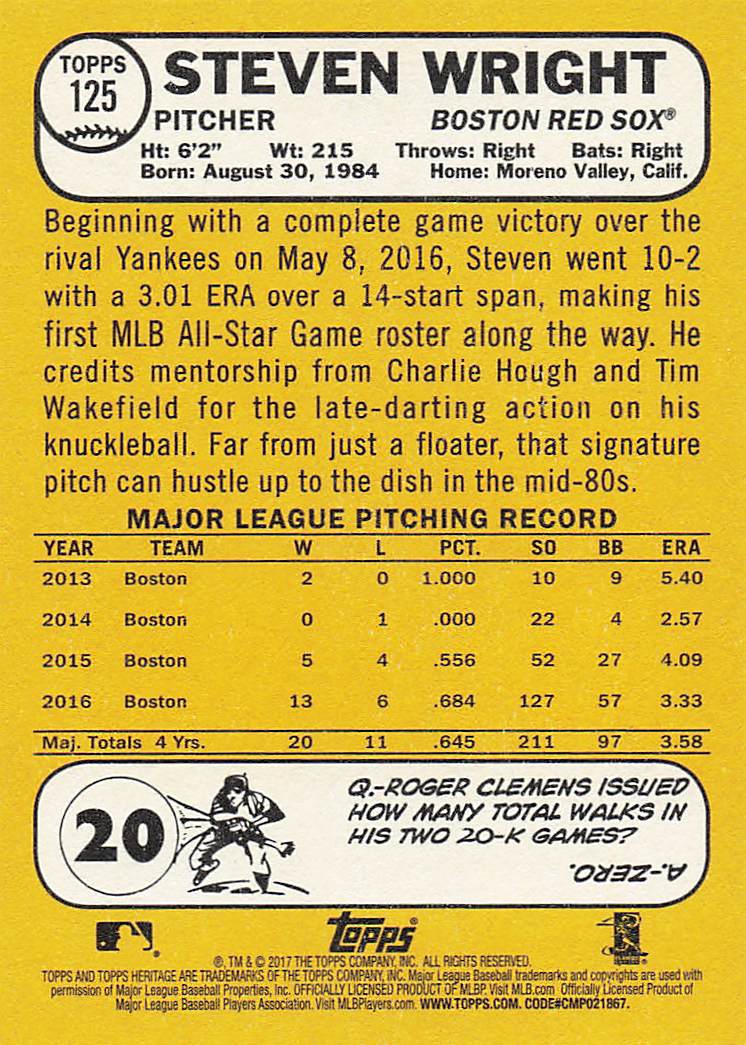 TOPPS
125
STEVEN WRIGHT
PITCHER BOSTON RED SOX®
Ht: 6'2" Wt: 215 Throws: Right Bats: Right
Born: August 30, 1984 Home: Moreno Valley, Calif.
Beginning with a complete game victory over the
rival Yankees on May 8, 2016, Steven went 10-2
with a 3.01 ERA over a 14-start span, making his
first MLB All-Star Game roster along the way. He
credits mentorship from Charlie Hough and Tim
Wakefield for the late-darting action on his
knuckleball. Far from just a floater, that signature
pitch can hustle up to the dish in the mid-80s.
MAJOR LEAGUE PITCHING RECORD
YEAR TEAM W L PCT. SO BB ERA
2013 Boston 2 0 1.000 10 9 5.40
2014 Boston 0 1 .000 22 4 2.57
2015 Boston 5 4 .556 52 27 4.09
2016 Boston 13 6 .684 127 57 3.33
Maj. Totals 4 Yrs. 20 11 .645 211 97 3.58
20
Q.-ROGER CLEMENS ISSUED
HOW MANY TOTAL WALKS IN
HIS TWO 20-K GAMES?
A.-ZERO.
Topps®
®, TM & © 2017 THE TOPPS COMPANY, INC. ALL RIGHTS RESERVED.
TOPPS AND TOPPS HERITAGE ARE TRADEMARKS OF THE TOPPS COMPANY, INC. Major League Baseball trademarks and copyrights are used with
permission of Major League Baseball Properties, Inc. OFFICIALLY LICENSED PRODUCT OF MLBP. Visit MLB.com Officially Licensed Product of
Major League Baseball Players Association. Visit MLBPlayers.com. WWW.TOPPS.COM. CODE#CMP021867.